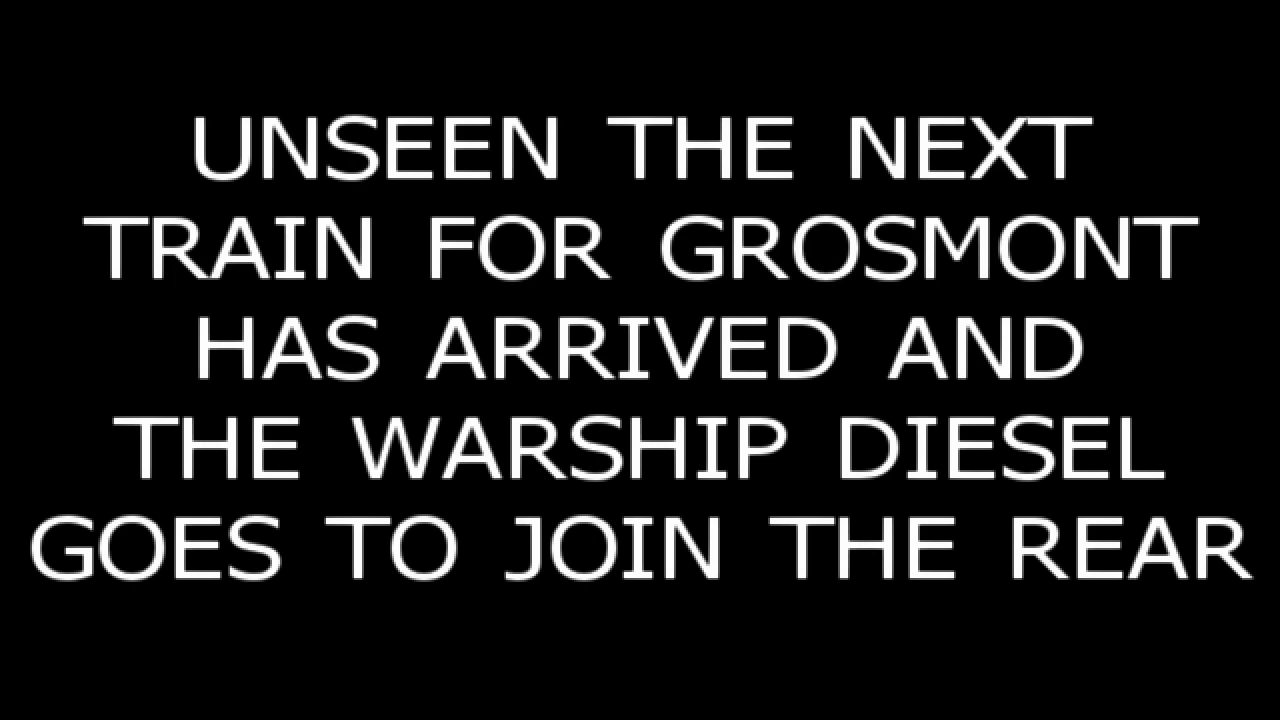 UNSEEN THE NEXT
TRAIN FOR GROSMONT
HAS ARRIVED AND
THE WARSHIP DIESEL
GOES TO JOIN THE REAR